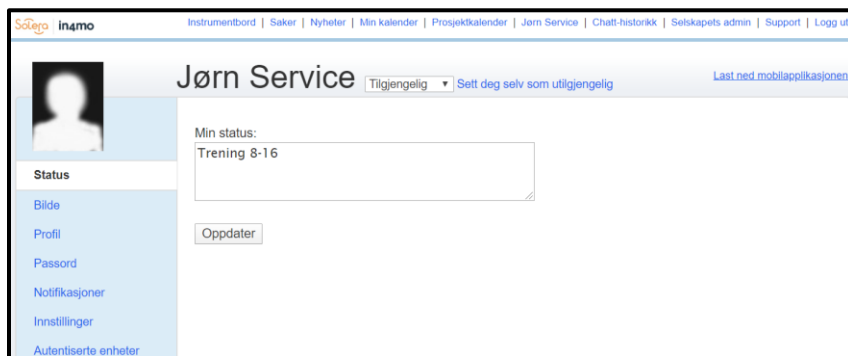 Solera in4mo
Instrumentbord | Saker | Nyheter | Min kalender | Prosjektkalender | Jørn Service | Chatt-historikk | Selskapets admin | Support | Logg ut
Jørn Service Tilgjengelig Sett deg selv som utilgjengelig
Last ned mobilapplikasjonen
Min status:
Trening 8-16
Oppdater
Status
Bilde
Profil
Passord
Notifikasjoner
Innstillinger
Autentiserte enheter